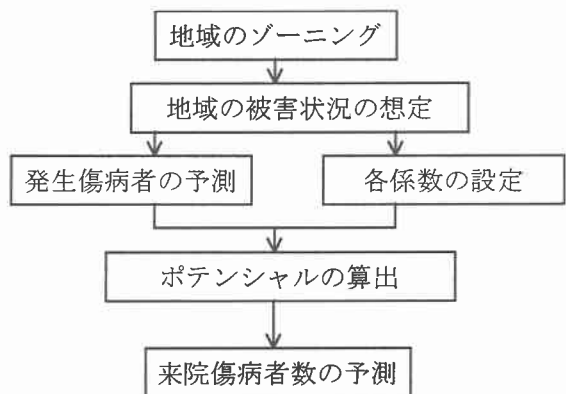 地域のゾーニング
地域の被害状況の想定
発生傷病者の予測
各係数の設定
ポテンシャルの算出
来院傷病者数の予測